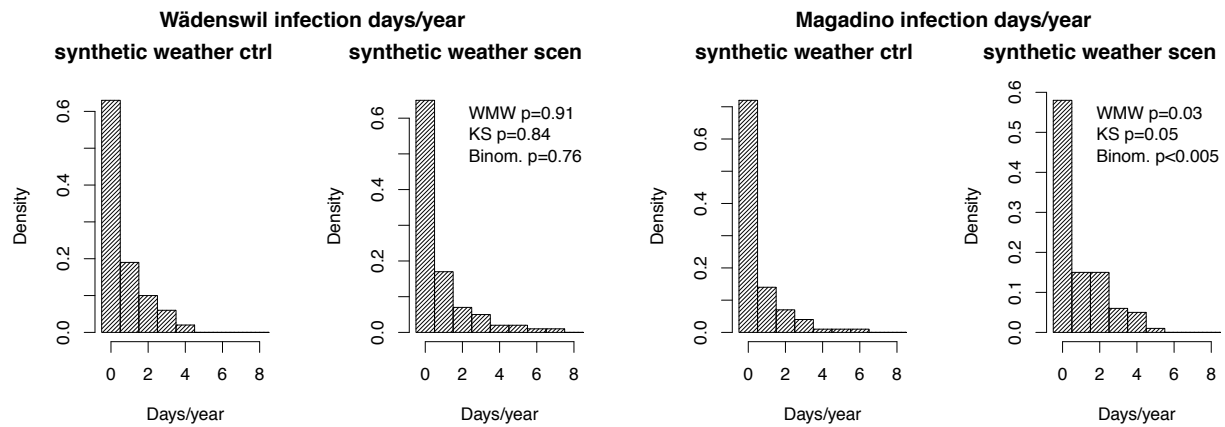 Wädenswil infection days/year
synthetic weather ctrl
synthetic weather scen
Density
0.0
0.2
0.4
0.6
0 2 4 6 8
Days/year
Density
0.0
0.2
0.4
0.6
WMW p=0.91
KS p=0.84
Binom. p=0.76
0 2 4 6 8
Days/year
Magadino infection days/year
synthetic weather ctrl
synthetic weather scen
Density
0.0
0.2
0.4
0.6
0 2 4 6 8
Days/year
Density
0.0
0.1
0.2
0.3
0.4
0.5
0.6
WMW p=0.03
KS p=0.05
Binom. p<0.005
0 2 4 6 8
Days/year